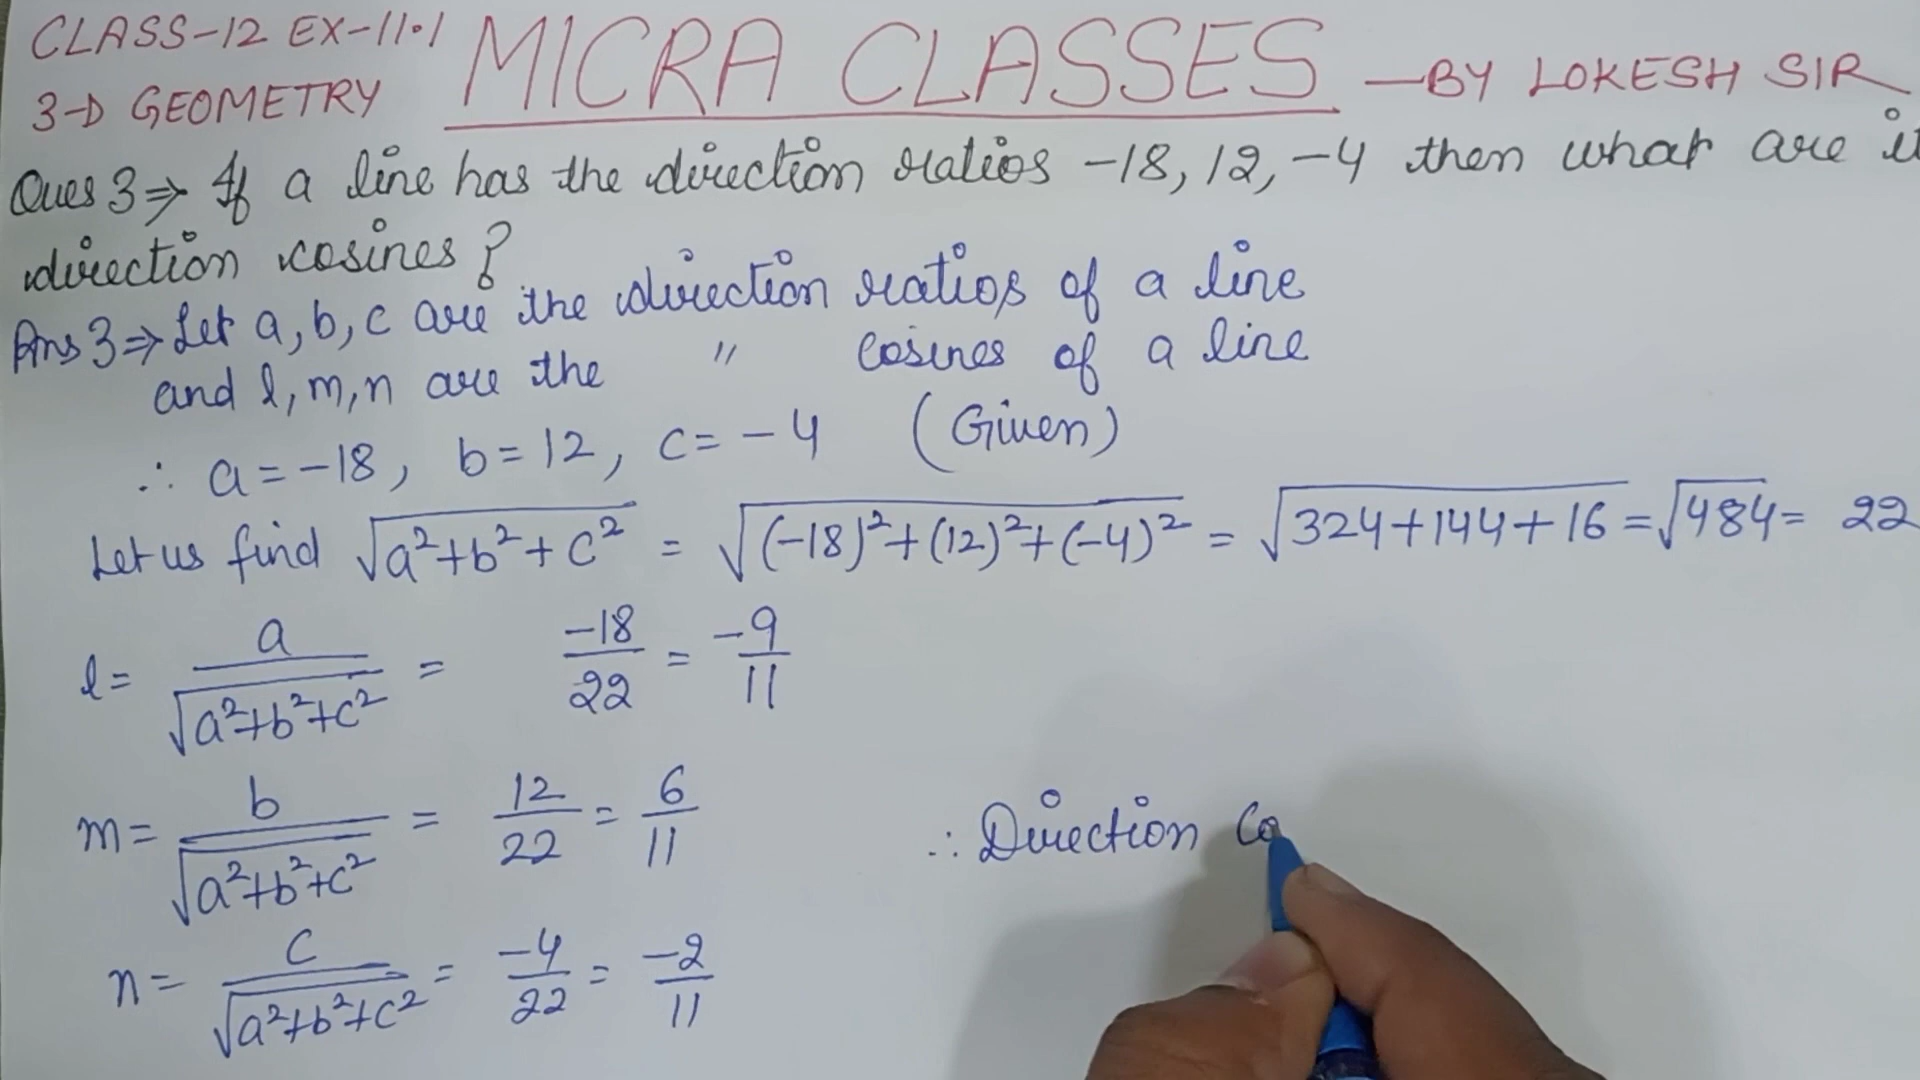 CLASS-12 EX-11.1
3-D GEOMETRY
MICRA CLASSES
-BY LOKESH SIR
Ques 3⇒ If a line has the direction ratios -18, 12, -4 then what are
direction cosines?
Ans 3⇒ Let a, b, c are the direction ratios of a line
and l, m, n are the " cosines of a line
∴ a = -18, b = 12, c = -4 (Given)
Let us find √(a²+b²+c²) = √((-18)²+(12)²+(-4)²) = √(324+144+16) = √484 = 22
l = a/√(a²+b²+c²) = -18/22 = -9/11
m = b/√(a²+b²+c²) = 12/22 = 6/11
n = c/√(a²+b²+c²) = -4/22 = -2/11
∴ Direction Co